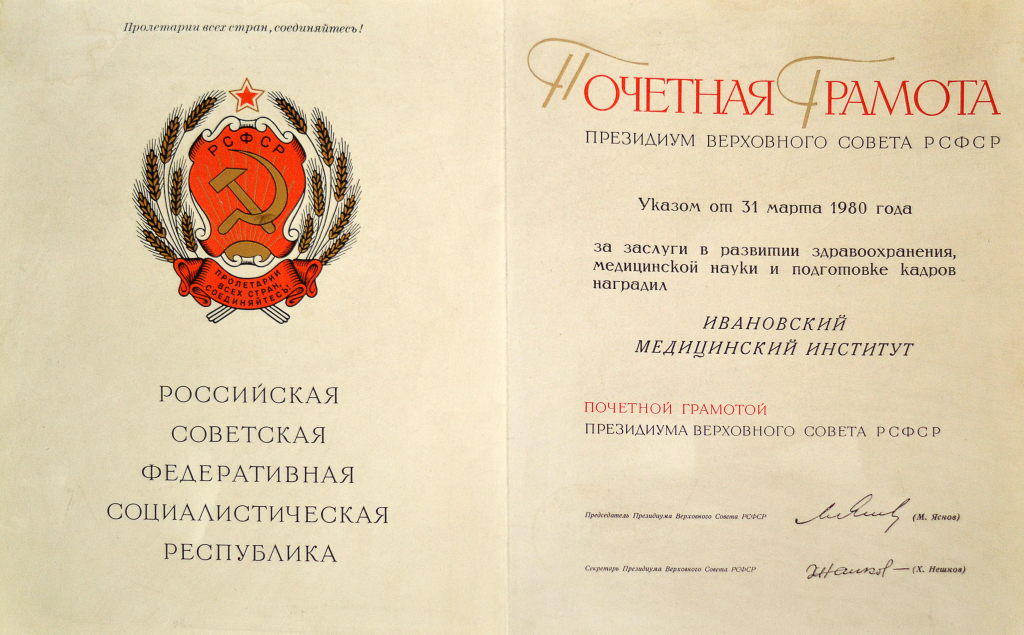 Пролетарии всех стран, соединяйтесь!
РСФСР
ПРОЛЕТАРИИ
ВСЕХ СТРАН,
СОЕДИНЯЙТЕСЬ!
РОССИЙСКАЯ
СОВЕТСКАЯ
ФЕДЕРАТИВНАЯ
СОЦИАЛИСТИЧЕСКАЯ
РЕСПУБЛИКА
ПОЧЕТНАЯ ГРАМОТА
ПРЕЗИДИУМ ВЕРХОВНОГО СОВЕТА РСФСР
Указом от 31 марта 1980 года
за заслуги в развитии здравоохранения,
медицинской науки и подготовке кадров
наградил
ИВАНОВСКИЙ
МЕДИЦИНСКИЙ ИНСТИТУТ
ПОЧЕТНОЙ ГРАМОТОЙ
ПРЕЗИДИУМА ВЕРХОВНОГО СОВЕТА РСФСР
Председатель Президиума Верховного Совета РСФСР (М. Яснов)
Секретарь Президиума Верховного Совета РСФСР (Х. Нешков)